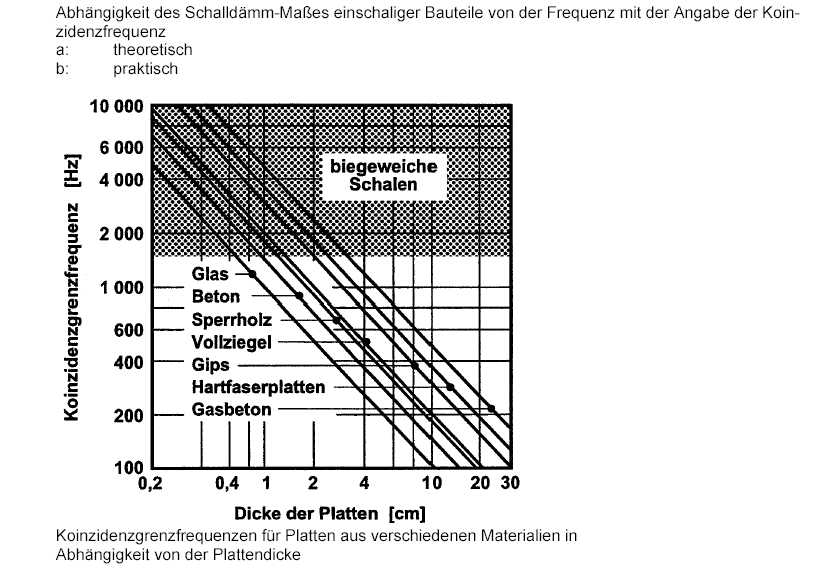 Abhängigkeit des Schalldämm-Maßes einschaliger Bauteile von der Frequenz mit der Angabe der Koin-
zidenzfrequenz
a: theoretisch
b: praktisch
10 000
6 000
4 000
2 000
1 000
600
400
200
100
Koinzidenzgrenzfrequenz [Hz]
biegeweiche
Schalen
Glas
Beton
Sperrholz
Vollziegel
Gips
Hartfaserplatten
Gasbeton
0,2 0,4 1 2 4 10 20 30
Dicke der Platten [cm]
Koinzidenzgrenzfrequenzen für Platten aus verschiedenen Materialien in
Abhängigkeit von der Plattendicke